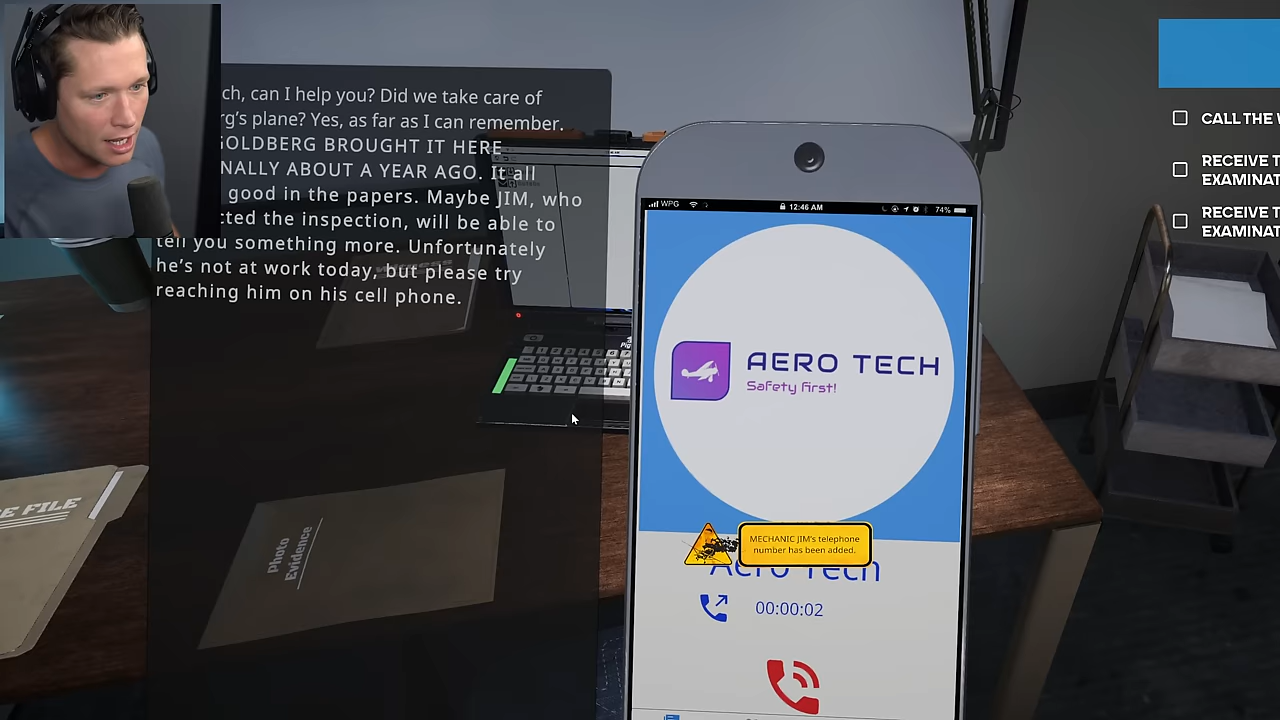 ch, can I help you? Did we take care of
rg's plane? Yes, as far as I can remember.
GOLDBERG BROUGHT IT HERE
NALLY ABOUT A YEAR AGO. It all
good in the papers. Maybe JIM, who
cted the inspection, will be able to
tell you something more. Unfortunately
he's not at work today, but please try
reaching him on his cell phone.
WPG 12:46 AM 74%
AERO TECH
Safety first!
MECHANIC JIM's telephone
number has been added.
Aero Tech
00:00:02
CALL THE
RECEIVE T
EXAMINAT
RECEIVE T
EXAMINAT
E FILE
Photo
Evidence